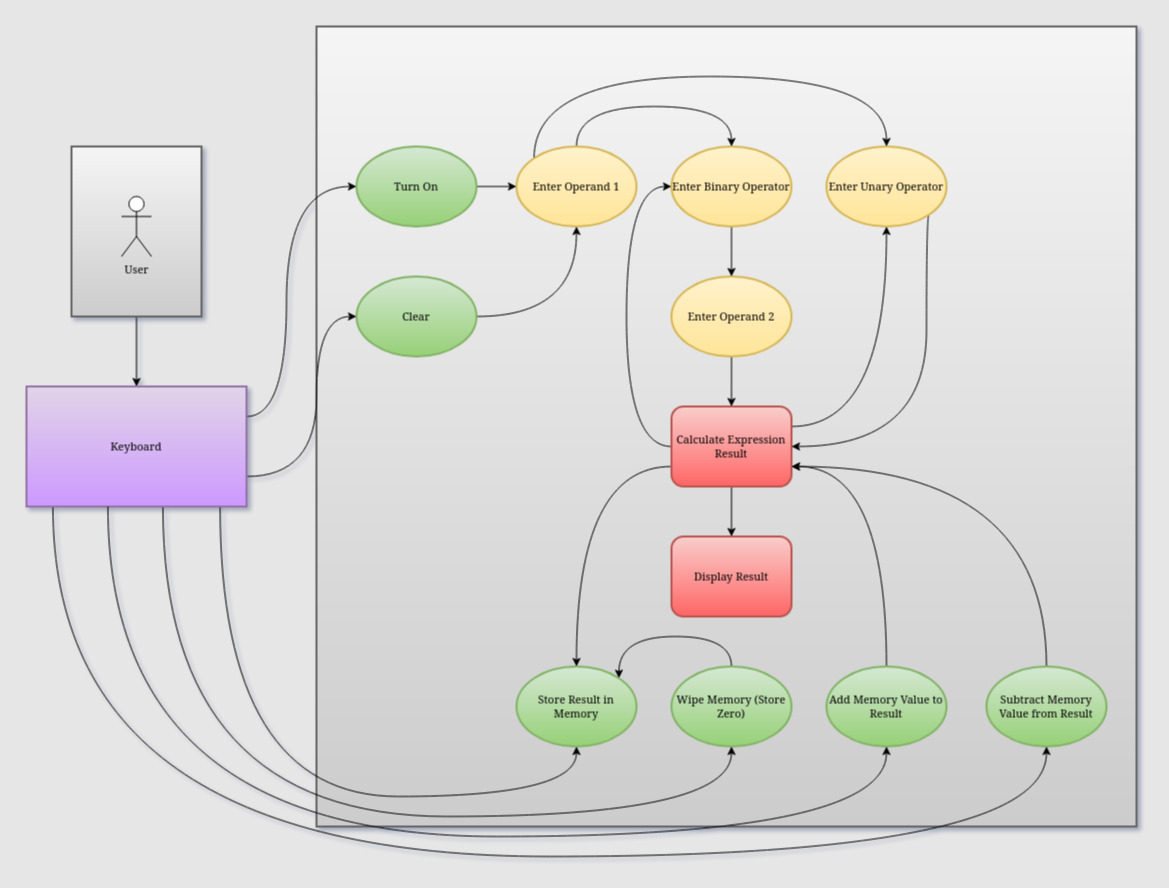 Turn On
Enter Operand 1
Enter Binary Operator
Enter Unary Operator
User
Clear
Enter Operand 2
Keyboard
Calculate Expression
Result
Display Result
Store Result in
Memory
Wipe Memory (Store
Zero)
Add Memory Value to
Result
Subtract Memory
Value from Result